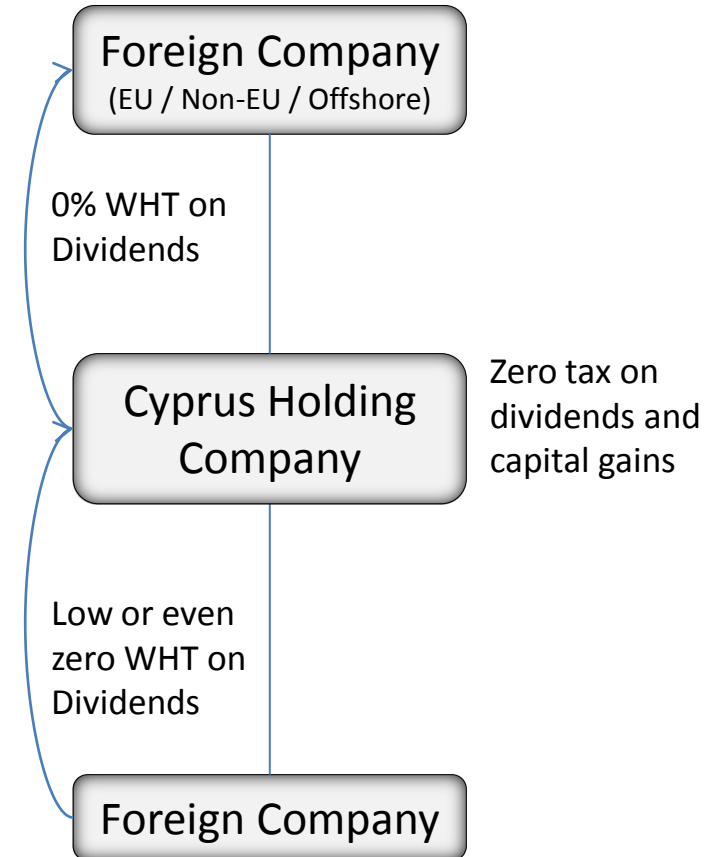 Foreign Company
(EU / Non-EU / Offshore)
0% WHT on
Dividends
Cyprus Holding
Company
Zero tax on
dividends and
capital gains
Low or even
zero WHT on
Dividends
Foreign Company